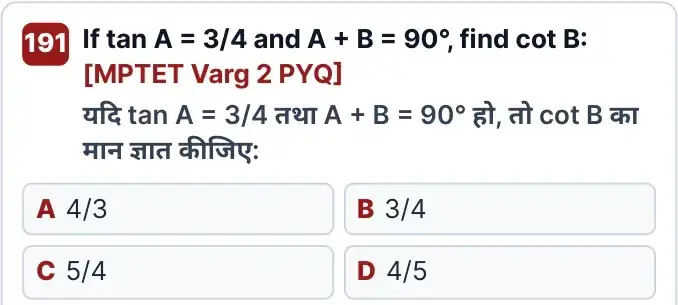 191 If tan A = 3/4 and A + B = 90°, find cot B:
[MPTET Varg 2 PYQ]
यदि tan A = 3/4 तथा A + B = 90° हो, तो cot B का
मान ज्ञात कीजिए:
A 4/3
B 3/4
C 5/4
D 4/5